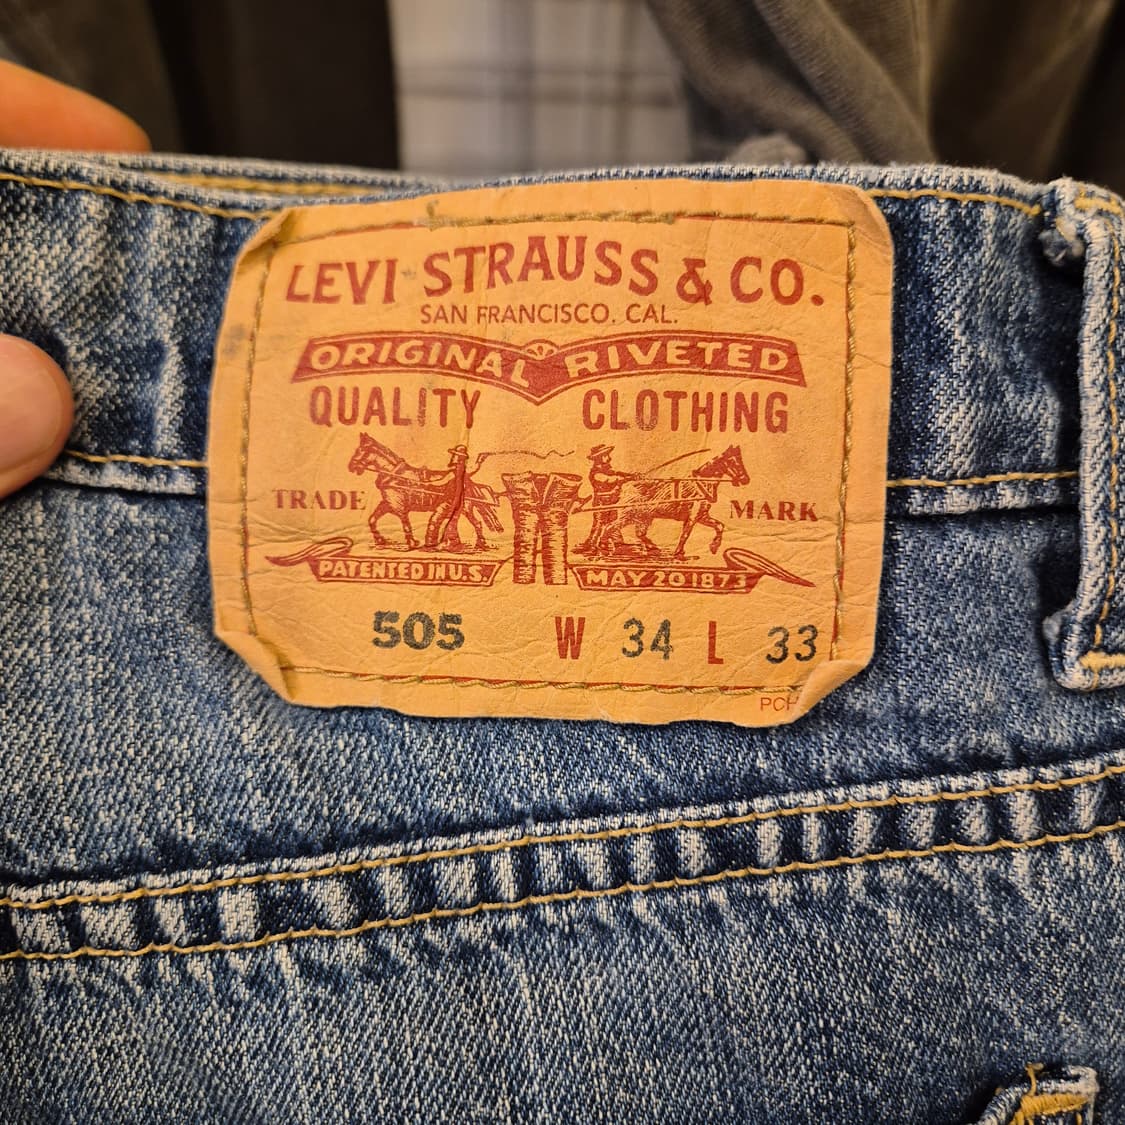 LEVI STRAUSS & CO.
SAN FRANCISCO. CAL.
ORIGINAL RIVETED
QUALITY CLOTHING
TRADE MARK
PATENTED IN U.S. MAY 20 1873
505 W 34 L 33
PCH